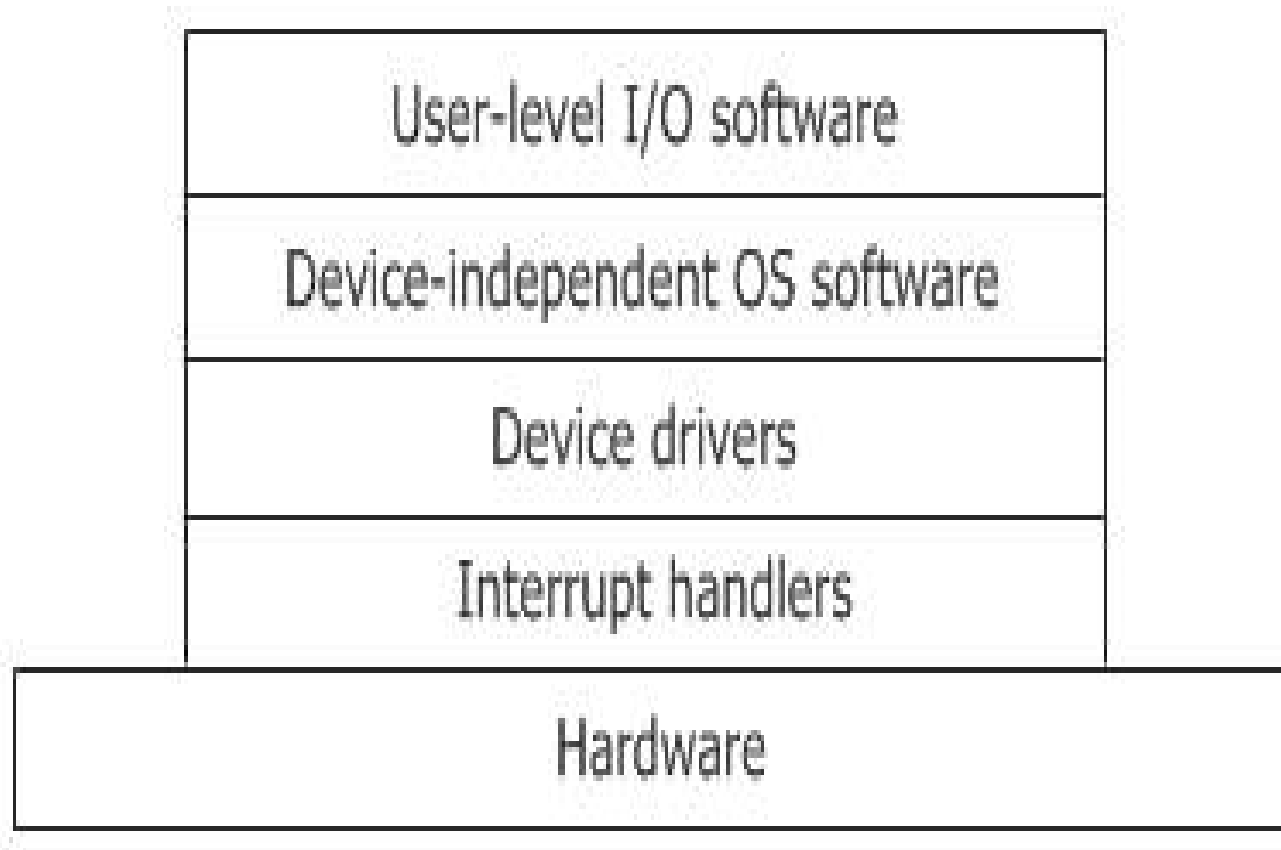 User-level I/O software
Device-independent OS software
Device drivers
Interrupt handlers
Hardware